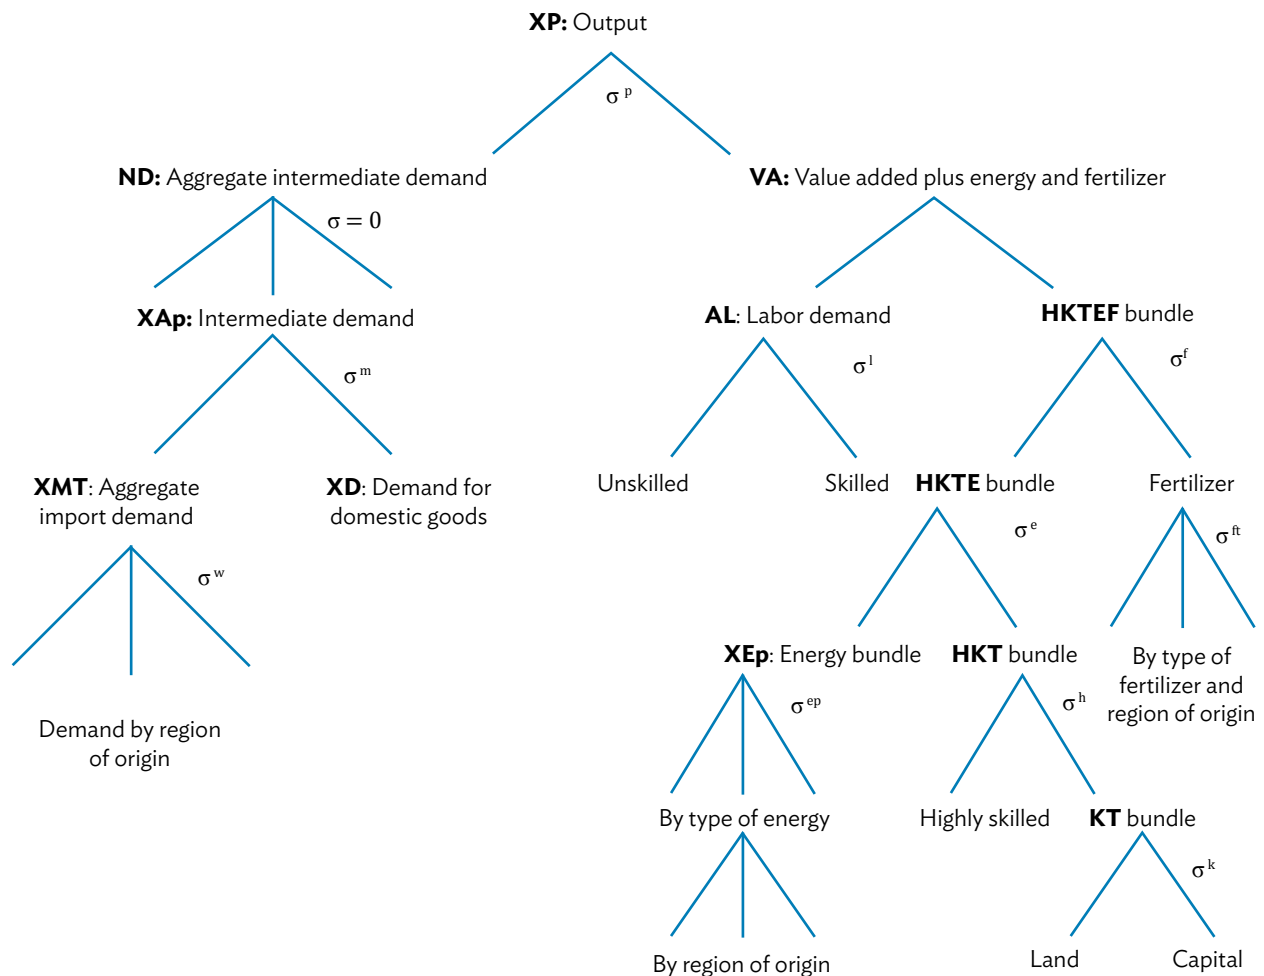 XP: Output
σ p
ND: Aggregate intermediate demand
VA: Value added plus energy and fertilizer
σ = 0
XAp: Intermediate demand
AL: Labor demand
HKTEF bundle
σ m
σ l
σ f
XMT: Aggregate
import demand
XD: Demand for
domestic goods
Unskilled
Skilled
HKTE bundle
Fertilizer
σ w
σ e
σ ft
Demand by region
of origin
XEp: Energy bundle
HKT bundle
By type of
fertilizer and
region of origin
σ ep
σ h
By type of energy
Highly skilled
KT bundle
σ k
By region of origin
Land
Capital